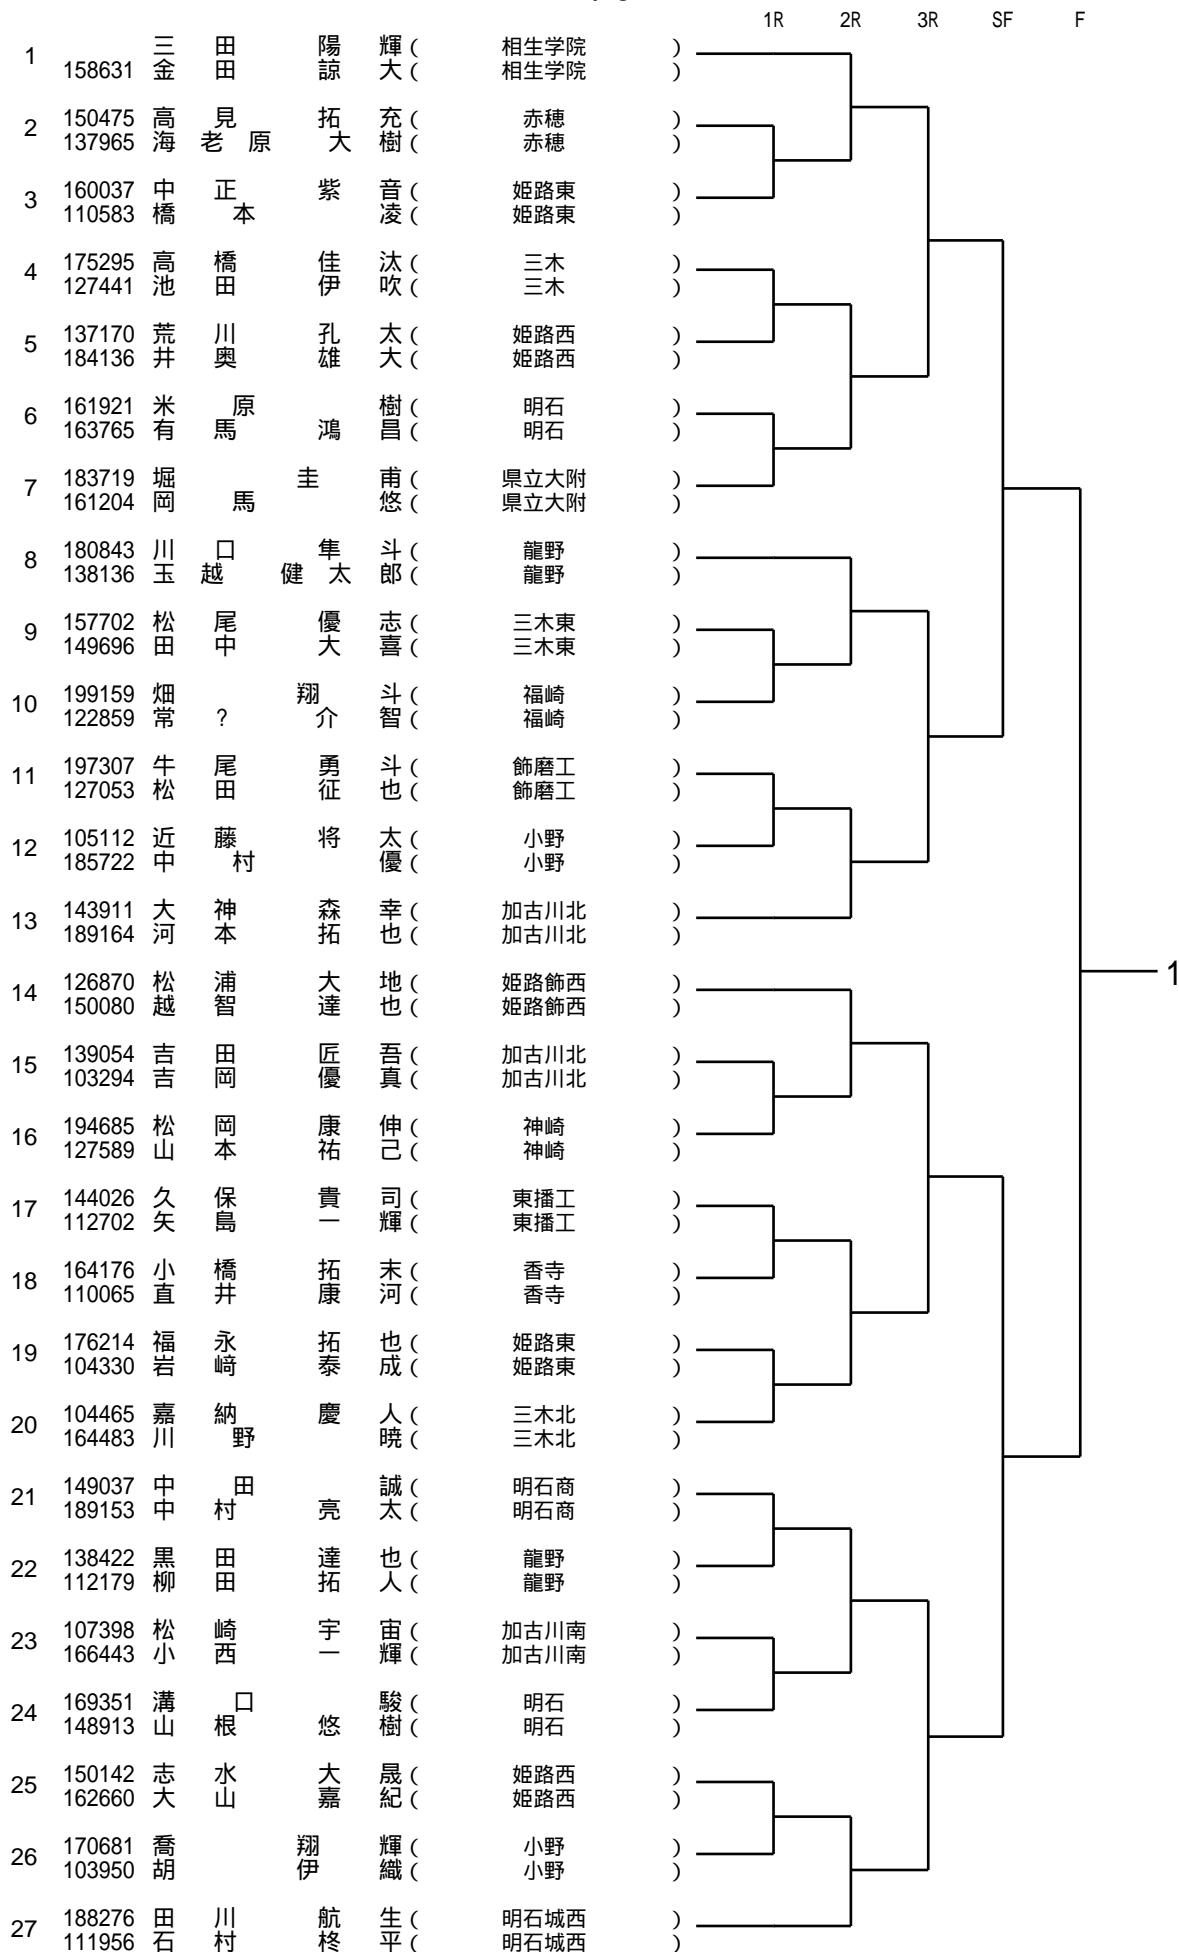 1R 2R 3R SF F
1 三田 陽輝 ( 相生学院 )
158631 金田 諒大 ( 相生学院 )
2 150475 高見 拓充 ( 赤穂 )
137965 海老原 大樹 ( 赤穂 )
3 160037 中正 紫音 ( 姫路東 )
110583 橋本 凌 ( 姫路東 )
4 175295 高橋 佳汰 ( 三木 )
127441 池田 伊吹 ( 三木 )
5 137170 荒川 孔太 ( 姫路西 )
184136 井奥 雄大 ( 姫路西 )
6 161921 米原 樹 ( 明石 )
163765 有馬 鴻昌 ( 明石 )
7 183719 堀 圭甫 ( 県立大附 )
161204 岡馬 悠 ( 県立大附 )
8 180843 川口 隼斗 ( 龍野 )
138136 玉越 健太郎 ( 龍野 )
9 157702 松尾 優志 ( 三木東 )
149696 田中 大喜 ( 三木東 )
10 199159 畑 翔斗 ( 福崎 )
122859 常? 介智 ( 福崎 )
11 197307 牛尾 勇斗 ( 飾磨工 )
127053 松田 征也 ( 飾磨工 )
12 105112 近藤 将太 ( 小野 )
185722 中村 優 ( 小野 )
13 143911 大神 森幸 ( 加古川北 )
189164 河本 拓也 ( 加古川北 )
1
14 126870 松浦 大地 ( 姫路飾西 )
150080 越智 達也 ( 姫路飾西 )
15 139054 吉田 匠吾 ( 加古川北 )
103294 吉岡 優真 ( 加古川北 )
16 194685 松岡 康伸 ( 神崎 )
127589 山本 祐己 ( 神崎 )
17 144026 久保 貴司 ( 東播工 )
112702 矢島 一輝 ( 東播工 )
18 164176 小橋 拓末 ( 香寺 )
110065 直井 康河 ( 香寺 )
19 176214 福永 拓也 ( 姫路東 )
104330 岩﨑 泰成 ( 姫路東 )
20 104465 嘉納 慶人 ( 三木北 )
164483 川野 暁 ( 三木北 )
21 149037 中田 誠 ( 明石商 )
189153 中村 亮太 ( 明石商 )
22 138422 黒田 達也 ( 龍野 )
112179 柳田 拓人 ( 龍野 )
23 107398 松崎 宇宙 ( 加古川南 )
166443 小西 一輝 ( 加古川南 )
24 169351 溝口 駿 ( 明石 )
148913 山根 悠樹 ( 明石 )
25 150142 志水 大晟 ( 姫路西 )
162660 大山 嘉紀 ( 姫路西 )
26 170681 喬 翔輝 ( 小野 )
103950 胡 伊織 ( 小野 )
27 188276 田川 航生 ( 明石城西 )
111956 石村 柊平 ( 明石城西 )